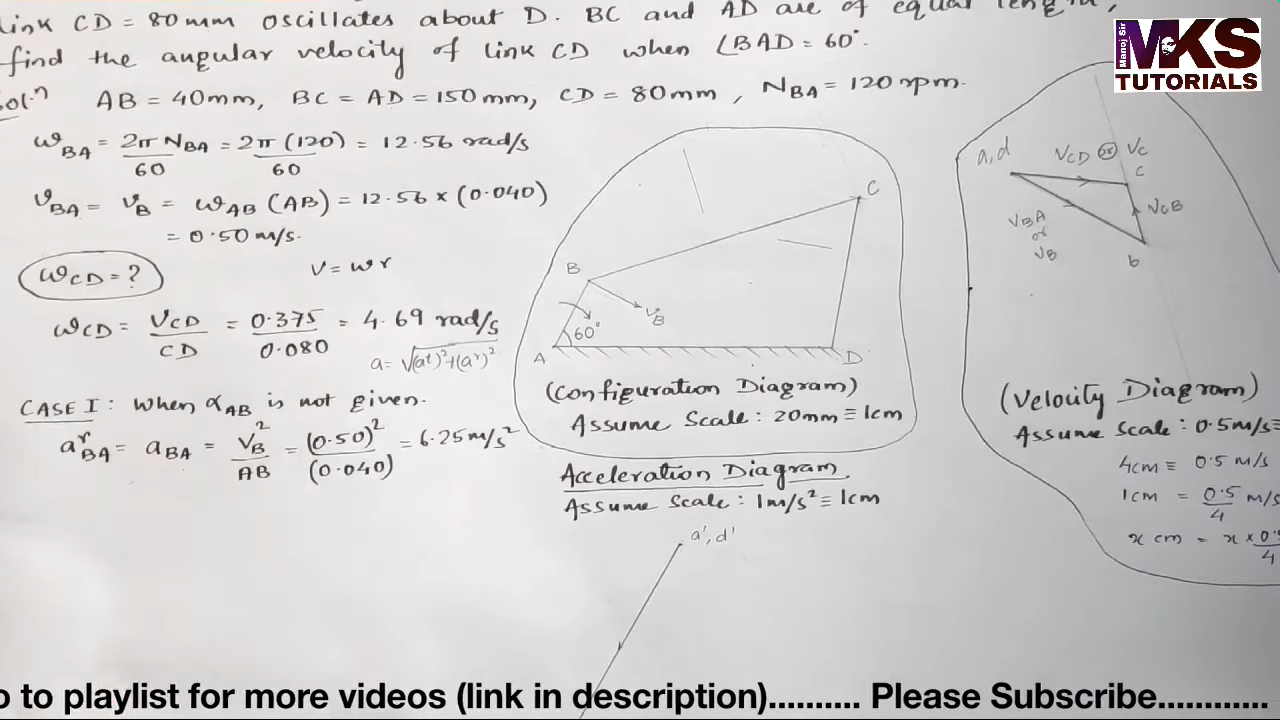 link CD = 80mm oscillates about D. BC and AD are of equal length,
find the angular velocity of link CD when ∠BAD = 60°.
Sol(.ⁿ AB = 40mm, BC = AD = 150mm, CD = 80mm, N_BA = 120 rpm.
ω_BA = 2π N_BA / 60 = 2π (120) / 60 = 12.56 rad/s
V_BA = V_B = ω_AB (AB) = 12.56 × (0.040)
= 0.50 m/s.
ω_CD = ?
V = ω r
ω_CD = V_CD / CD = 0.375 / 0.080 = 4.69 rad/s
a = √(aᵗ)²+(aʳ)²
CASE I : When α_AB is not given.
aʳ_BA = a_BA = V_B² / AB = (0.50)² / (0.040) = 6.25 m/s²
C
B
V_B
60°
A
D
(Configuration Diagram)
Assume Scale : 20mm ≡ 1cm
Acceleration Diagram
Assume Scale : 1m/s² ≡ 1cm
a', d'
a,d
V_CD or V_C
c
V_CB
V_BA
or
V_B
b
(Velocity Diagram)
Assume Scale : 0.5m/s ≡
4cm ≡ 0.5 m/s
1cm = 0.5 / 4 m/s
x cm = x × 0.5 / 4
Manoj Sir
MKS
TUTORIALS
to playlist for more videos (link in description).......... Please Subscribe............